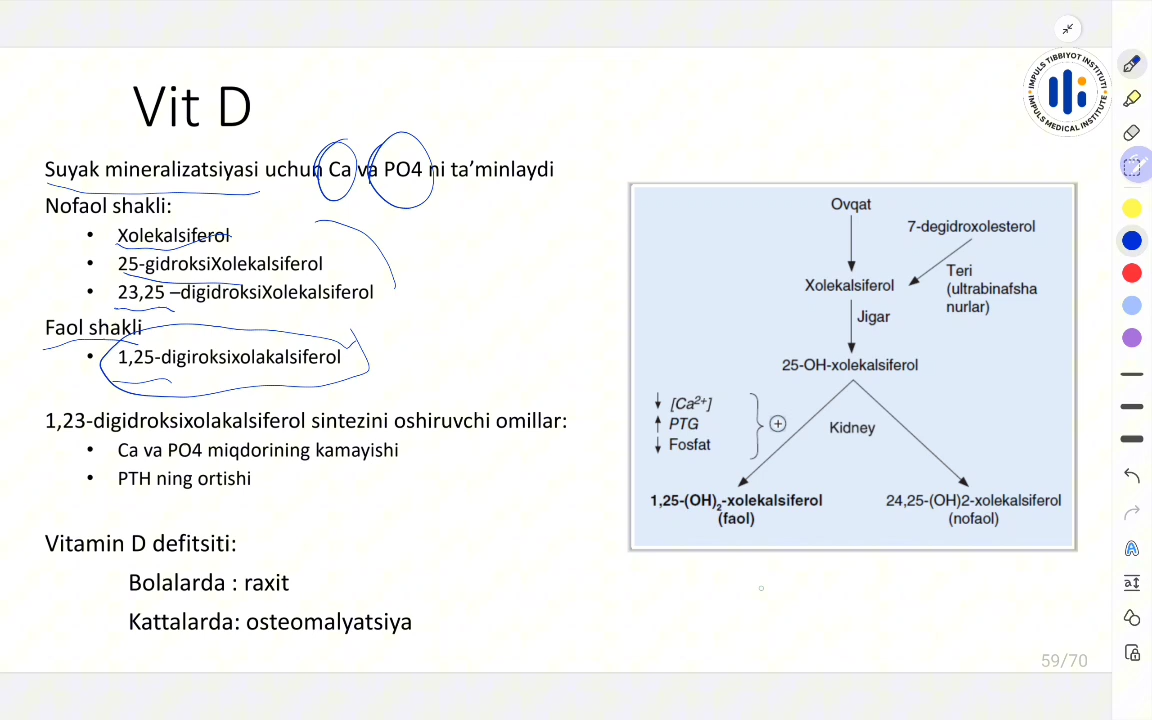 Vit D
Suyak mineralizatsiyasi uchun Ca va PO4 ni ta’minlaydi
Nofaol shakli:
• Xolekalsiferol
• 25-gidroksiXolekalsiferol
• 23,25 –digidroksiXolekalsiferol
Faol shakli
• 1,25-digiroksixolakalsiferol
1,23-digidroksixolakalsiferol sintezini oshiruvchi omillar:
• Ca va PO4 miqdorining kamayishi
• PTH ning ortishi
Vitamin D defitsiti:
Bolalarda : raxit
Kattalarda: osteomalyatsiya
IMPULS TIBBIYOT INSTITUTI
IMPULS MEDICAL INSTITUTE
Ovqat
7-degidroxolesterol
Teri
(ultrabinafsha
nurlar)
Xolekalsiferol
Jigar
25-OH-xolekalsiferol
↓ [Ca²⁺]
↑ PTG
↓ Fosfat
+
Kidney
1,25-(OH)₂-xolekalsiferol
(faol)
24,25-(OH)2-xolekalsiferol
(nofaol)
59/70